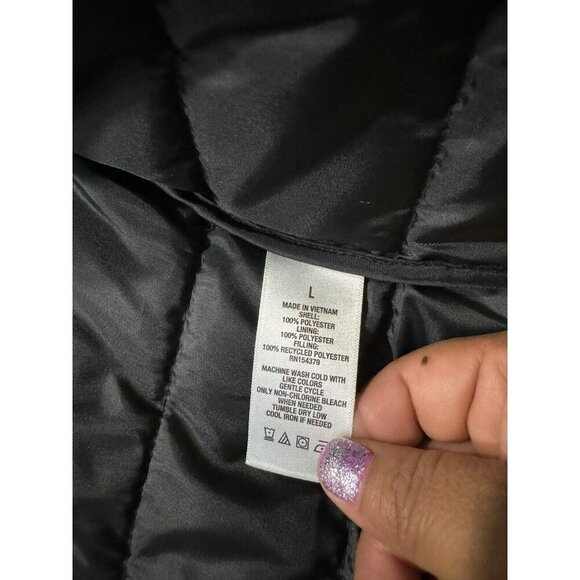 L
MADE IN VIETNAM
SHELL:
100% POLYESTER
LINING:
100% POLYESTER
FILLING:
100% RECYCLED POLYESTER
RN154379
MACHINE WASH COLD WITH
LIKE COLORS
GENTLE CYCLE
ONLY NON-CHLORINE BLEACH
WHEN NEEDED
TUMBLE DRY LOW
COOL IRON IF NEEDED